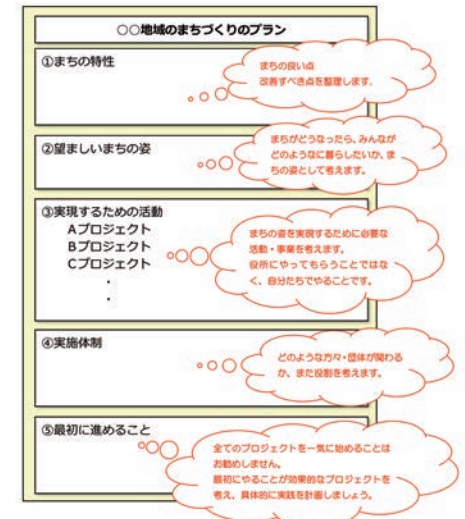 ○○地域のまちづくりのプラン
①まちの特性
まちの良い点
改善すべき点を整理します。
②望ましいまちの姿
まちがどうなったら、みんなが
どのようなに暮らしたいか、ま
ちの姿として考えます。
③実現するための活動
Aプロジェクト
Bプロジェクト
Cプロジェクト
・
・
まちの姿を実現するために必要な
活動・事業を考えます。
役所にやってもらうことではな
く、自分たちでやることです。
④実施体制
どのような方々・団体が関わる
か、また役割を考えます。
⑤最初に進めること
全てのプロジェクトを一気に始めることは
お勧めしません。
最初にやることが効果的なプロジェクトを
考え、具体的に実践を計画しましょう。